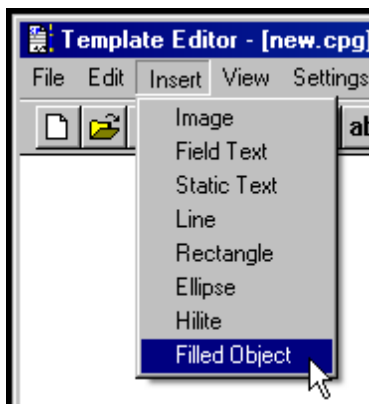 Template Editor - [new.cpg]
File Edit Insert View Settings
Image
Field Text
Static Text
Line
Rectangle
Ellipse
Hilite
Filled Object